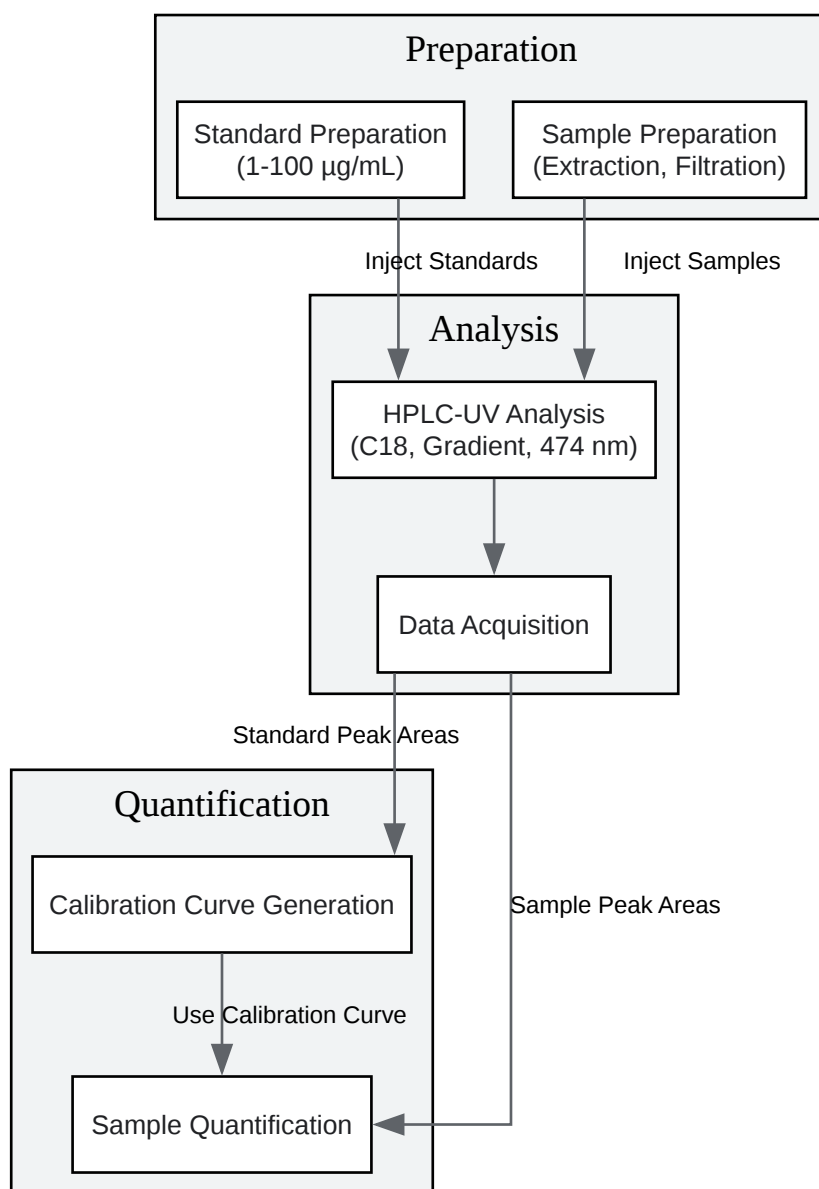 Preparation
Standard Preparation
(1-100 µg/mL)
Sample Preparation
(Extraction, Filtration)
Inject Standards
Inject Samples
Analysis
HPLC-UV Analysis
(C18, Gradient, 474 nm)
Data Acquisition
Standard Peak Areas
Quantification
Calibration Curve Generation
Sample Peak Areas
Use Calibration Curve
Sample Quantification